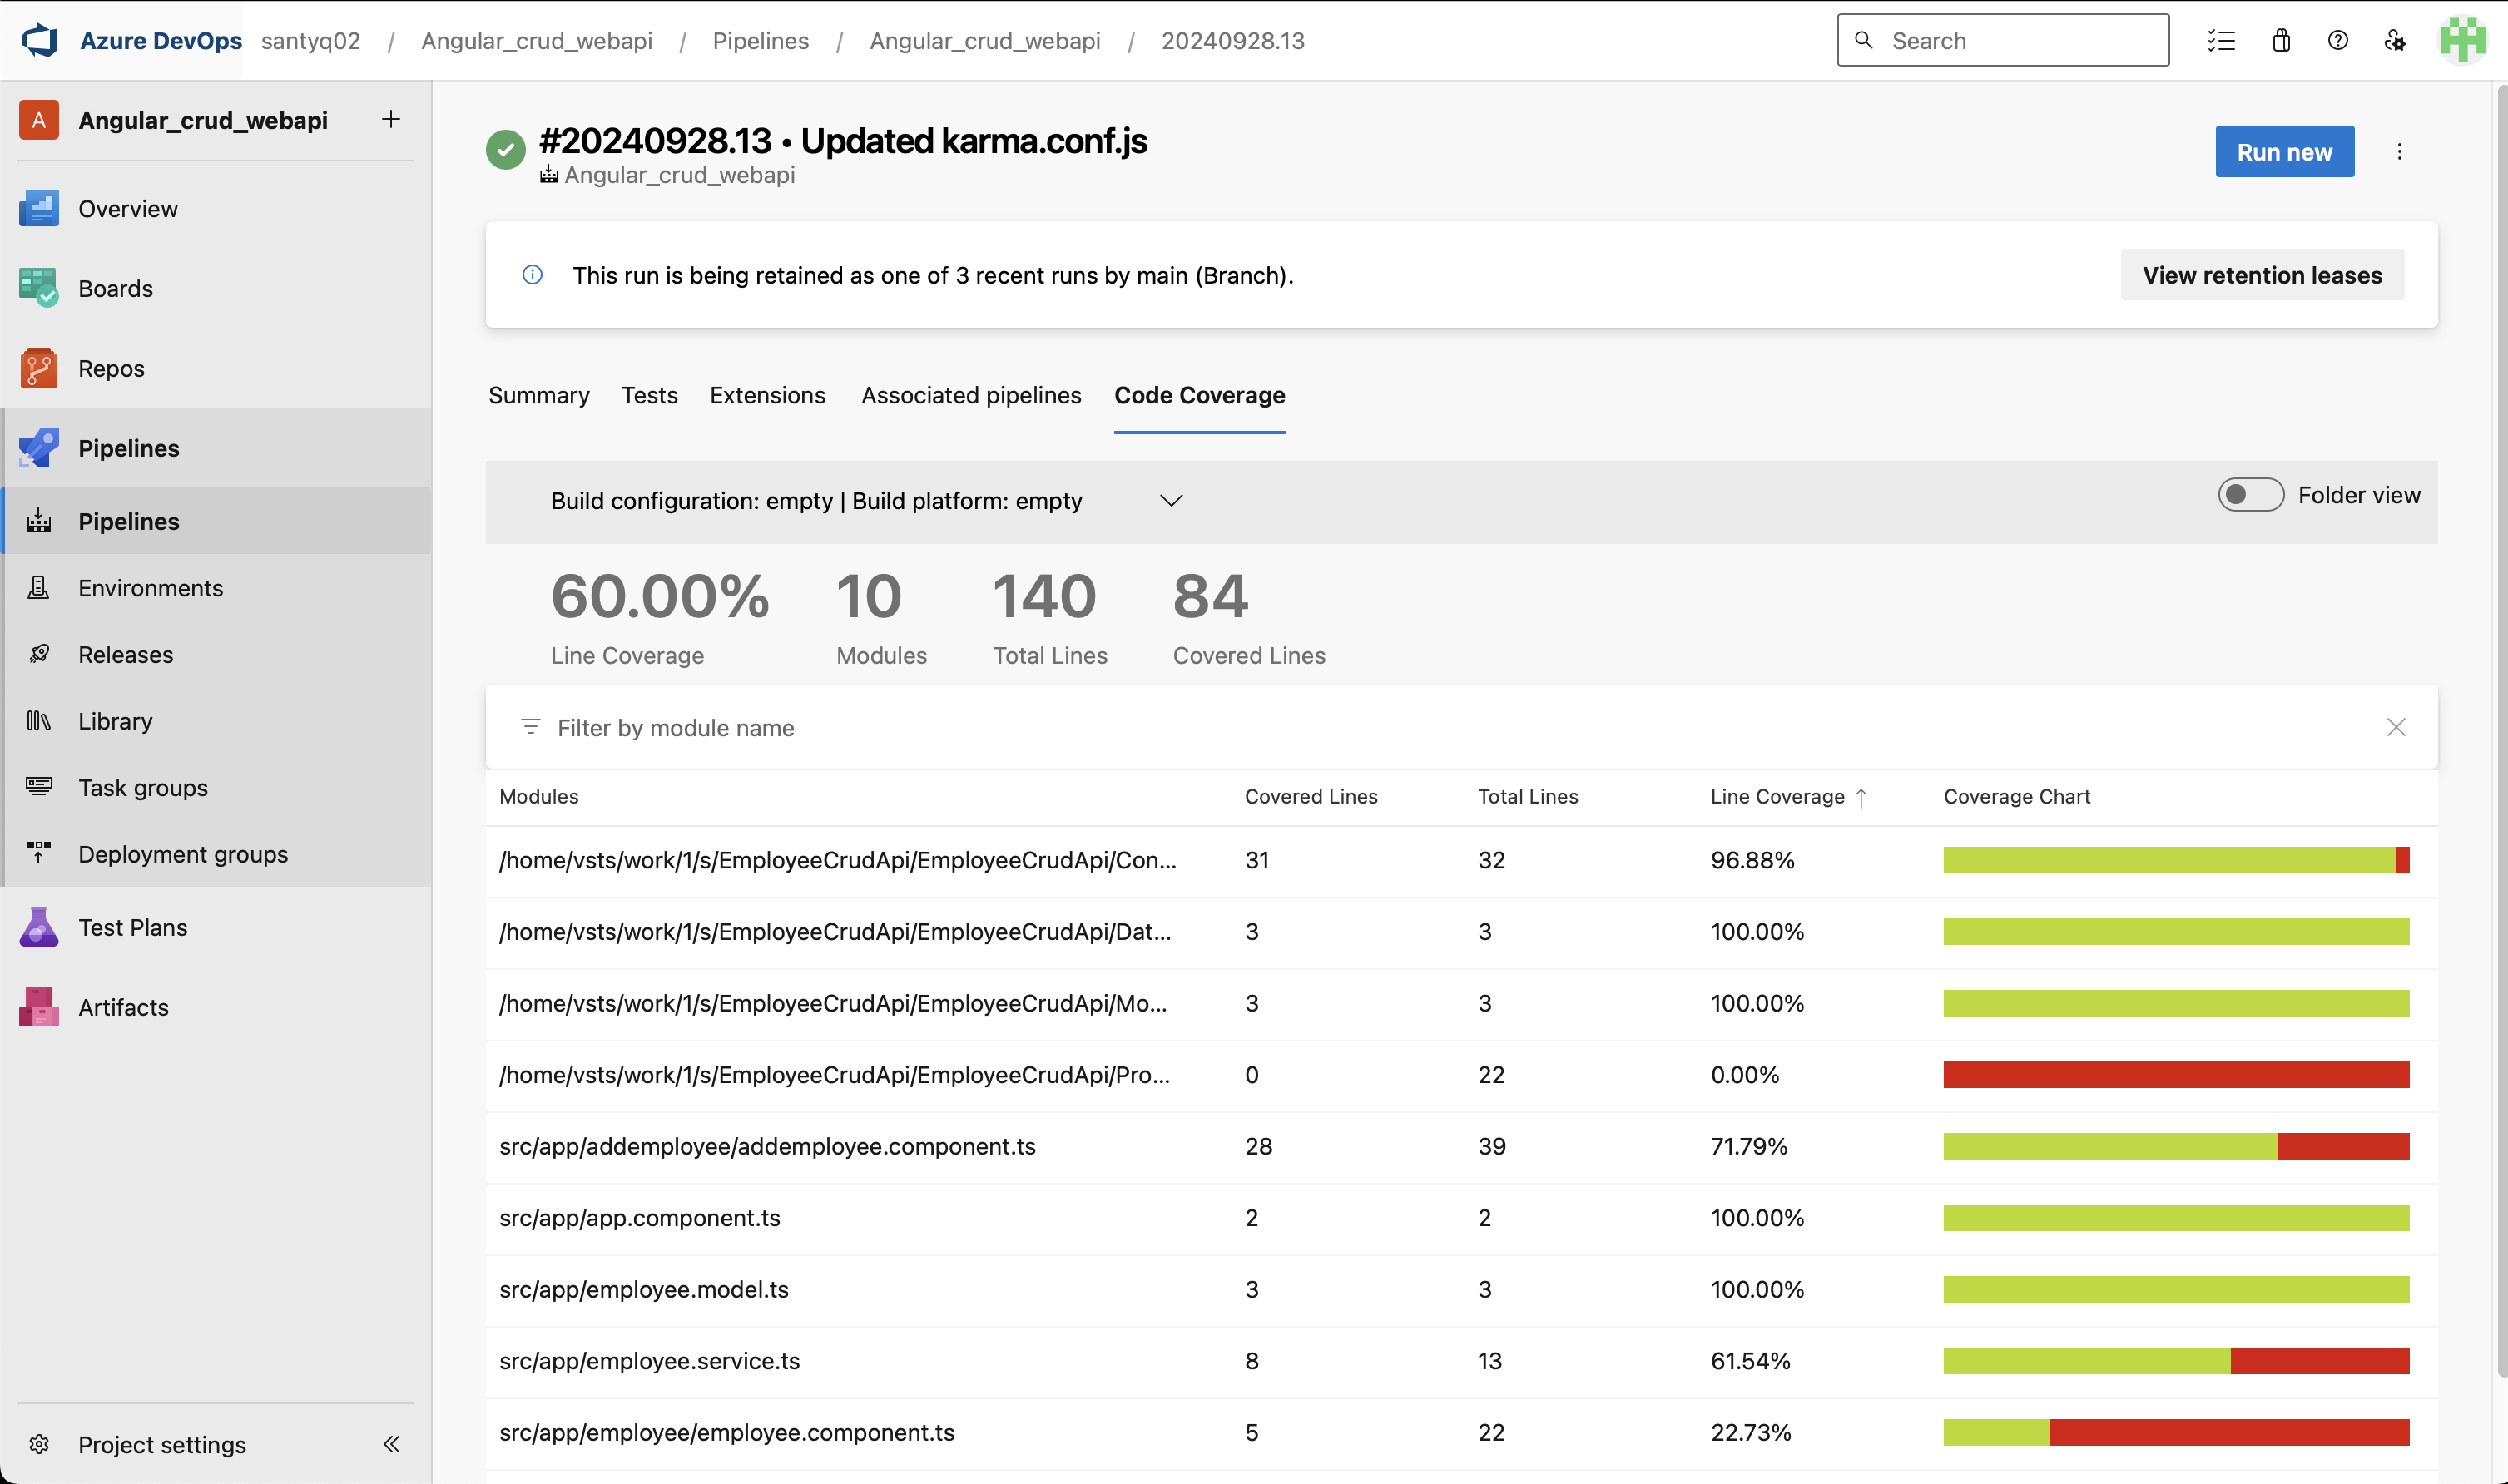 Azure DevOps santyq02 / Angular_crud_webapi / Pipelines / Angular_crud_webapi / 20240928.13 Search
A Angular_crud_webapi
Overview
Boards
Repos
Pipelines
Pipelines
Environments
Releases
Library
Task groups
Deployment groups
Test Plans
Artifacts
Project settings
#20240928.13 • Updated karma.conf.js
Angular_crud_webapi
Run new
This run is being retained as one of 3 recent runs by main (Branch).
View retention leases
Summary Tests Extensions Associated pipelines Code Coverage
Build configuration: empty | Build platform: empty
Folder view
60.00% 10 140 84
Line Coverage Modules Total Lines Covered Lines
Filter by module name
Modules Covered Lines Total Lines Line Coverage ↑ Coverage Chart
/home/vsts/work/1/s/EmployeeCrudApi/EmployeeCrudApi/Con... 31 32 96.88%
/home/vsts/work/1/s/EmployeeCrudApi/EmployeeCrudApi/Dat... 3 3 100.00%
/home/vsts/work/1/s/EmployeeCrudApi/EmployeeCrudApi/Mo... 3 3 100.00%
/home/vsts/work/1/s/EmployeeCrudApi/EmployeeCrudApi/Pro... 0 22 0.00%
src/app/addemployee/addemployee.component.ts 28 39 71.79%
src/app/app.component.ts 2 2 100.00%
src/app/employee.model.ts 3 3 100.00%
src/app/employee.service.ts 8 13 61.54%
src/app/employee/employee.component.ts 5 22 22.73%